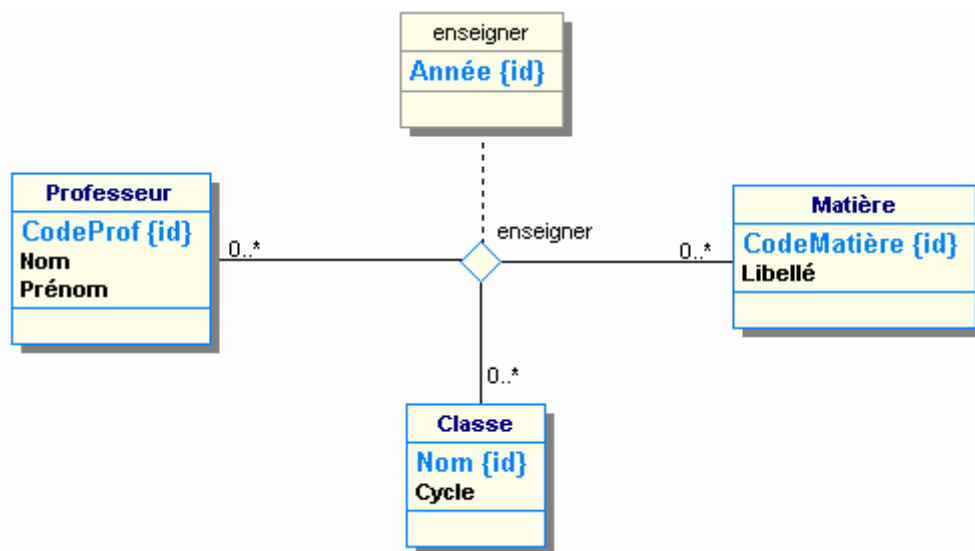 enseigner
Année {id}
Professeur
CodeProf {id}
Nom
Prénom
0..*
enseigner
0..*
Matière
CodeMatière {id}
Libellé
0..*
Classe
Nom {id}
Cycle